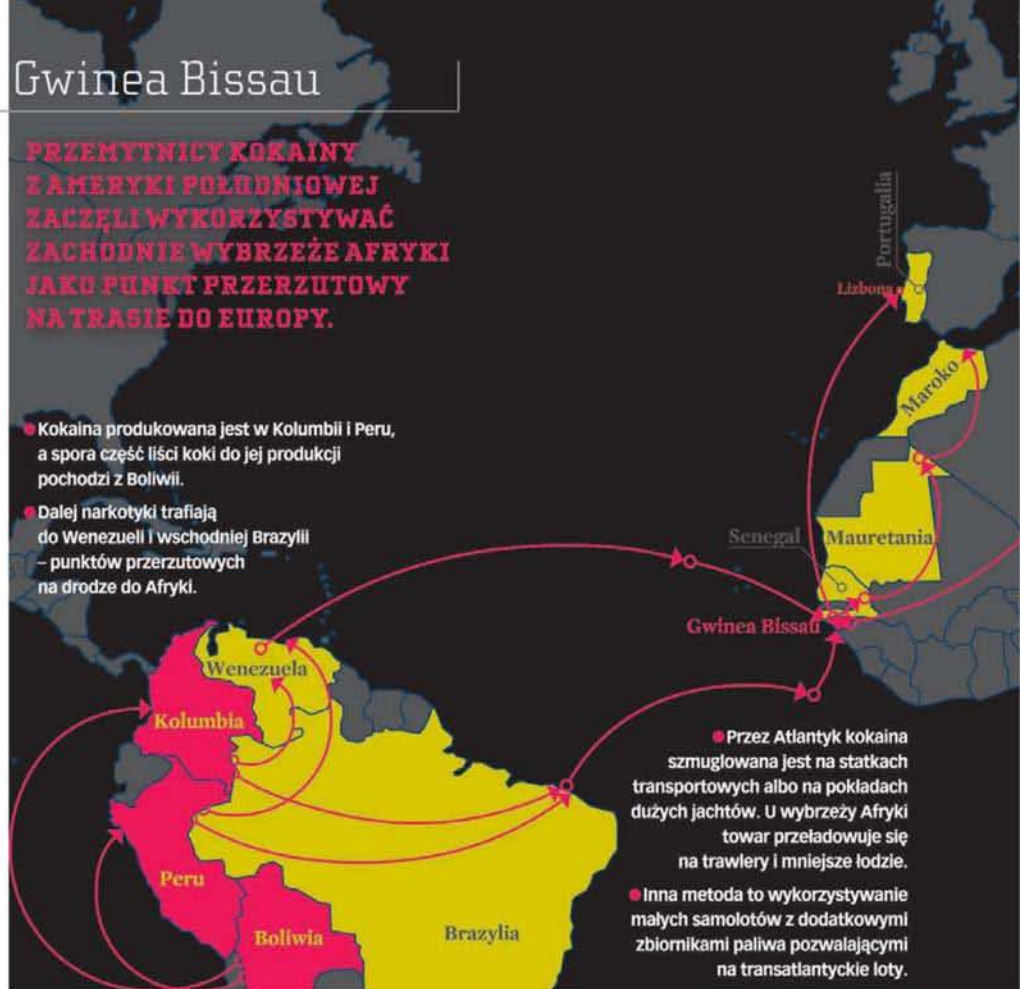 Gwinea Bissau
PRZEMYTNICY KOKAINY
Z AMERYKI POŁUDNIOWEJ
ZACZĘLI WYKORZYSTYWAĆ
ZACHODNIE WYBRZEŻE AFRYKI
JAKO PUNKT PRZERZUTOWY
NA TRASIE DO EUROPY.
Kokaina produkowana jest w Kolumbii i Peru,
a spora część liści koki do jej produkcji
pochodzi z Boliwii.
Dalej narkotyki trafiają
do Wenezueli i wschodniej Brazylii
– punktów przerzutowych
na drodze do Afryki.
Portugalia
Lizbona
Maroko
Senegal
Mauretania
Gwinea Bissau
Wenezuela
Kolumbia
Peru
Boliwia
Brazylia
Przez Atlantyk kokaina
szmuglowana jest na statkach
transportowych albo na pokładach
dużych jachtów. U wybrzeży Afryki
towar przeładowuje się
na trawlery i mniejsze łodzie.
Inna metoda to wykorzystywanie
małych samolotów z dodatkowymi
zbiornikami paliwa pozwalającymi
na transatlantyckie loty.